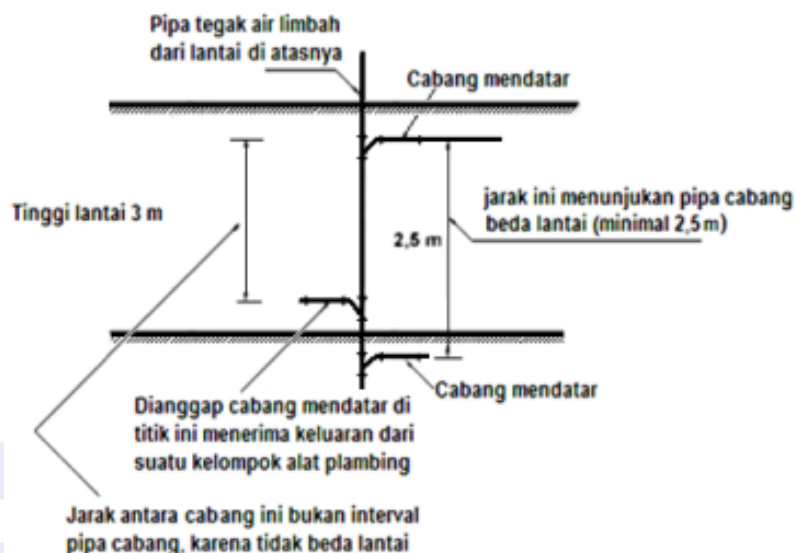 Pipa tegak air limbah
dari lantai di atasnya
Cabang mendatar
Tinggi lantai 3 m
jarak ini menunjukan pipa cabang
beda lantai (minimal 2,5m)
2,5 m
Cabang mendatar
Dianggap cabang mendatar di
titik ini menerima keluaran dari
suatu kelompok alat plambing
Jarak antara cabang ini bukan interval
pipa cabang, karena tidak beda lantai